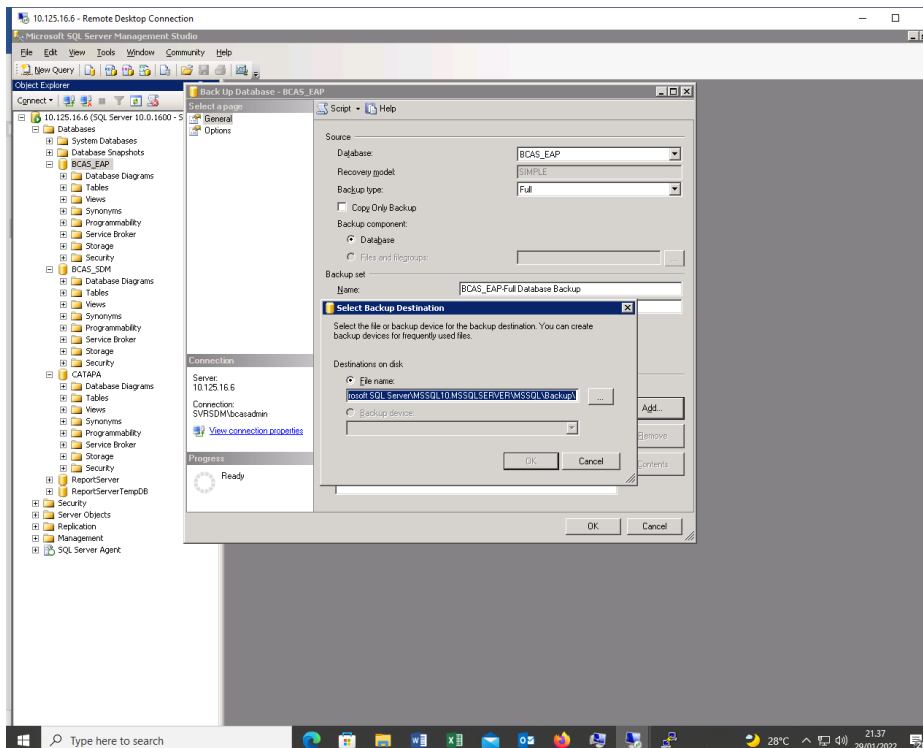 10.125.16.6 - Remote Desktop Connection
Microsoft SQL Server Management Studio
File Edit View Tools Window Community Help
New Query
Object Explorer
Connect
10.125.16.6 (SQL Server 10.0.1600 - S
Databases
System Databases
Database Snapshots
BCAS_EAP
Database Diagrams
Tables
Views
Synonyms
Programmability
Service Broker
Storage
Security
BCAS_SDM
Database Diagrams
Tables
Views
Synonyms
Programmability
Service Broker
Storage
Security
CATAPA
Database Diagrams
Tables
Views
Synonyms
Programmability
Service Broker
Storage
Security
ReportServer
ReportServerTempDB
Security
Server Objects
Replication
Management
SQL Server Agent
Back Up Database - BCAS_EAP
Select a page
General
Options
Script Help
Source
Database: BCAS_EAP
Recovery model: SIMPLE
Backup type: Full
Copy Only Backup
Backup component:
Database
Files and filegroups: ...
Backup set
Name: BCAS_EAP-Full Database Backup
Select Backup Destination
Select the file or backup device for the backup destination. You can create
backup devices for frequently used files.
Destinations on disk
File name:
rosoft SQL Server\MSSQL10.MSSQLSERVER\MSSQL\Backup\ ...
Backup device:
OK Cancel
Add...
Remove
Contents
Connection
Server:
10.125.16.6
Connection:
SVRSDM\bcasadmin
View connection properties
Progress
Ready
OK Cancel
Type here to search
28°C
21.37
29/01/2022